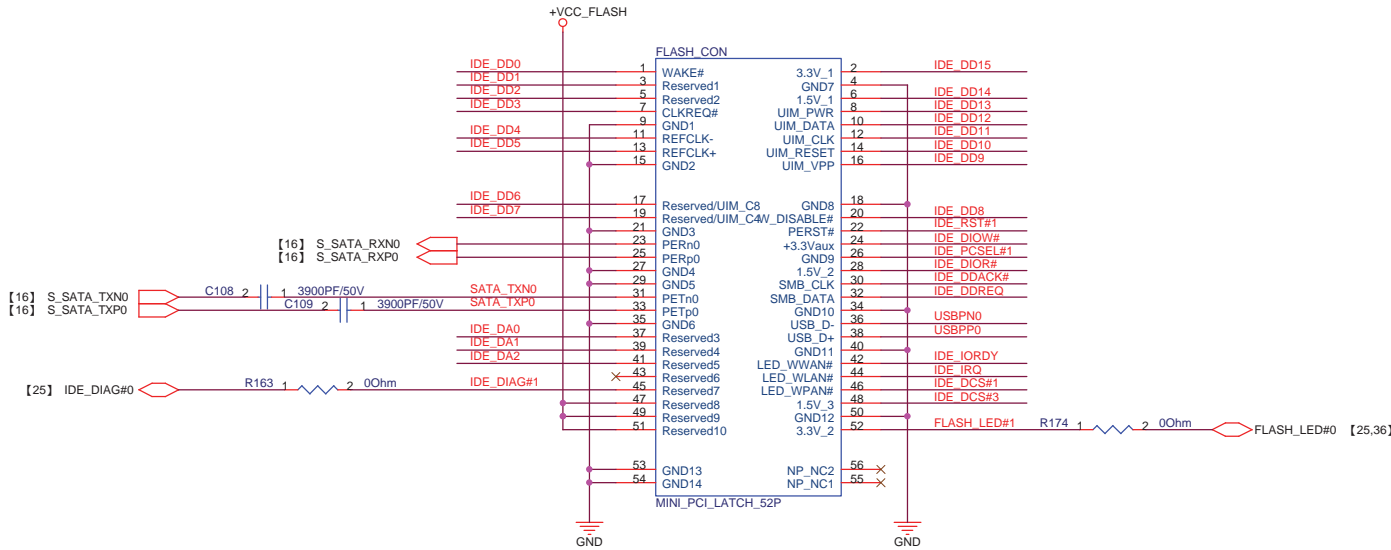 +VCC_FLASH
FLASH_CON
IDE_DD0 1 WAKE# 3.3V_1 2 IDE_DD15
IDE_DD1 3 Reserved1 GND7 4
IDE_DD2 5 Reserved2 1.5V_1 6 IDE_DD14
IDE_DD3 7 CLKREQ# UIM_PWR 8 IDE_DD13
9 GND1 UIM_DATA 10 IDE_DD12
IDE_DD4 11 REFCLK- UIM_CLK 12 IDE_DD11
IDE_DD5 13 REFCLK+ UIM_RESET 14 IDE_DD10
15 GND2 UIM_VPP 16 IDE_DD9
IDE_DD6 17 Reserved/UIM_C8 GND8 18
IDE_DD7 19 Reserved/UIM_C4 W_DISABLE# 20 IDE_DD8
21 GND3 PERST# 22 IDE_RST#1
【16】 S_SATA_RXN0 23 PERn0 +3.3Vaux 24 IDE_DIOW#
【16】 S_SATA_RXP0 25 PERp0 GND9 26 IDE_PCSEL#1
27 GND4 1.5V_2 28 IDE_DIOR#
29 GND5 SMB_CLK 30 IDE_DDACK#
【16】 S_SATA_TXN0 C108 2 1 3900PF/50V SATA_TXN0 31 PETn0 SMB_DATA 32 IDE_DDREQ
【16】 S_SATA_TXP0 C109 2 1 3900PF/50V SATA_TXP0 33 PETp0 GND10 34
35 GND6 USB_D- 36 USBPN0
IDE_DA0 37 Reserved3 USB_D+ 38 USBPP0
IDE_DA1 39 Reserved4 GND11 40
IDE_DA2 41 Reserved5 LED_WWAN# 42 IDE_IORDY
43 Reserved6 LED_WLAN# 44 IDE_IRQ
【25】 IDE_DIAG#0 R163 1 2 0Ohm IDE_DIAG#1 45 Reserved7 LED_WPAN# 46 IDE_DCS#1
47 Reserved8 1.5V_3 48 IDE_DCS#3
49 Reserved9 GND12 50
51 Reserved10 3.3V_2 52 FLASH_LED#1 R174 1 2 0Ohm FLASH_LED#0 【25,36】
53 GND13 NP_NC2 56
54 GND14 NP_NC1 55
MINI_PCI_LATCH_52P
GND GND